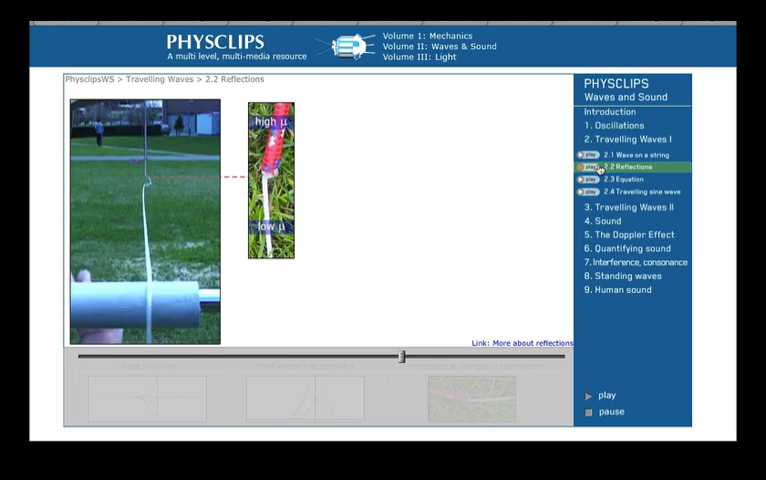 PHYSCLIPS
A multi level, multi-media resource
Volume 1: Mechanics
Volume II: Waves & Sound
Volume III: Light
PhysclipsWS > Travelling Waves > 2.2 Reflections
high μ
low μ
Link: More about reflections
PHYSCLIPS
Waves and Sound
Introduction
1. Oscillations
2. Travelling Waves I
play 2.1 Wave on a string
play 2.2 Reflections
play 2.3 Equation
play 2.4 Travelling sine wave
3. Travelling Waves II
4. Sound
5. The Doppler Effect
6. Quantifying sound
7. Interference, consonance
8. Standing waves
9. Human sound
play
pause